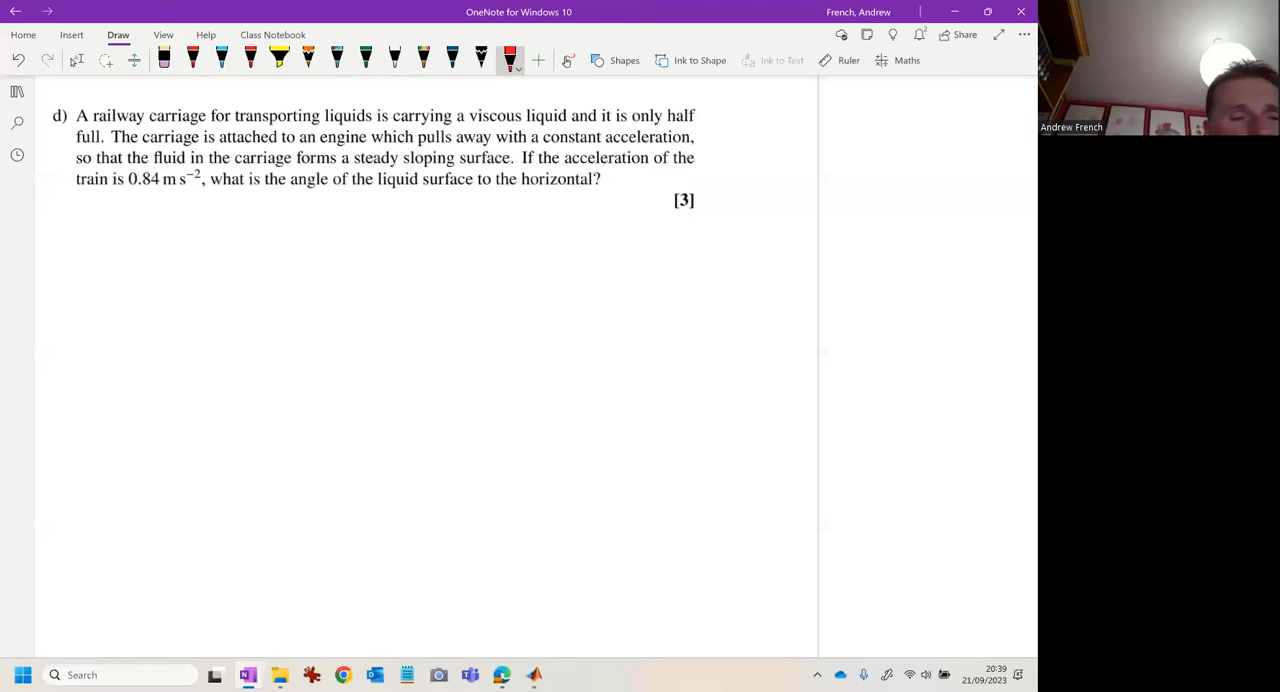 OneNote for Windows 10
French, Andrew
Home Insert Draw View Help Class Notebook
Share
Shapes Ink to Shape Ink to Text Ruler Maths
d) A railway carriage for transporting liquids is carrying a viscous liquid and it is only half
full. The carriage is attached to an engine which pulls away with a constant acceleration,
so that the fluid in the carriage forms a steady sloping surface. If the acceleration of the
train is 0.84 m s⁻², what is the angle of the liquid surface to the horizontal?
[3]
Andrew French
Search
20:39
21/09/2023